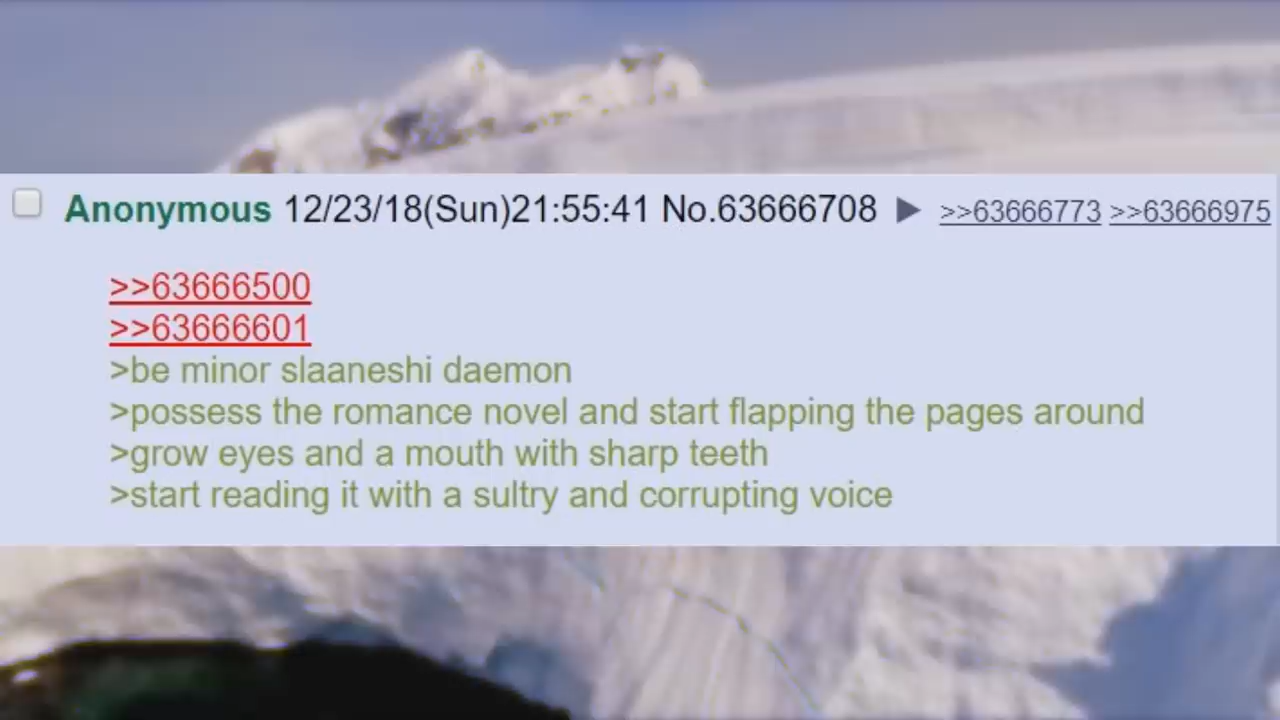 Anonymous 12/23/18(Sun)21:55:41 No.63666708 ▶ >>63666773 >>63666975
>>63666500
>>63666601
>be minor slaaneshi daemon
>possess the romance novel and start flapping the pages around
>grow eyes and a mouth with sharp teeth
>start reading it with a sultry and corrupting voice